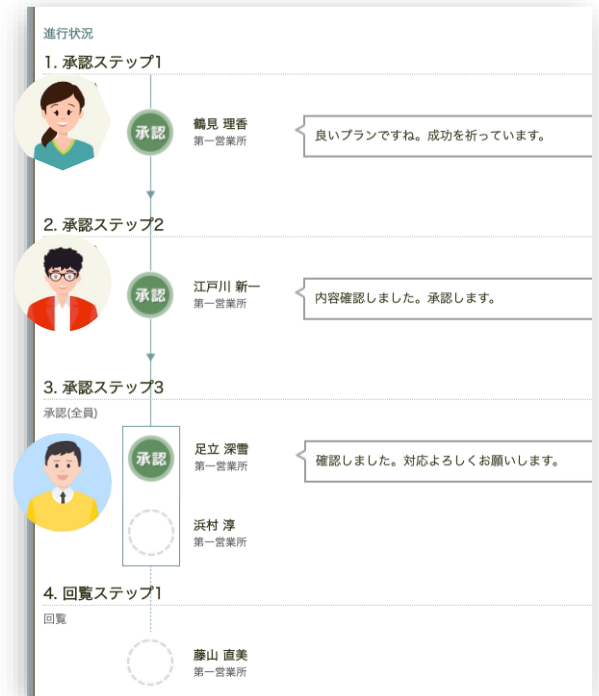 進行状況
1. 承認ステップ1
承認
鶴見 理香
第一営業所
良いプランですね。成功を祈っています。
2. 承認ステップ2
承認
江戸川 新一
第一営業所
内容確認しました。承認します。
3. 承認ステップ3
承認(全員)
承認
足立 深雪
第一営業所
確認しました。対応よろしくお願いします。
浜村 淳
第一営業所
4. 回覧ステップ1
回覧
藤山 直美
第一営業所